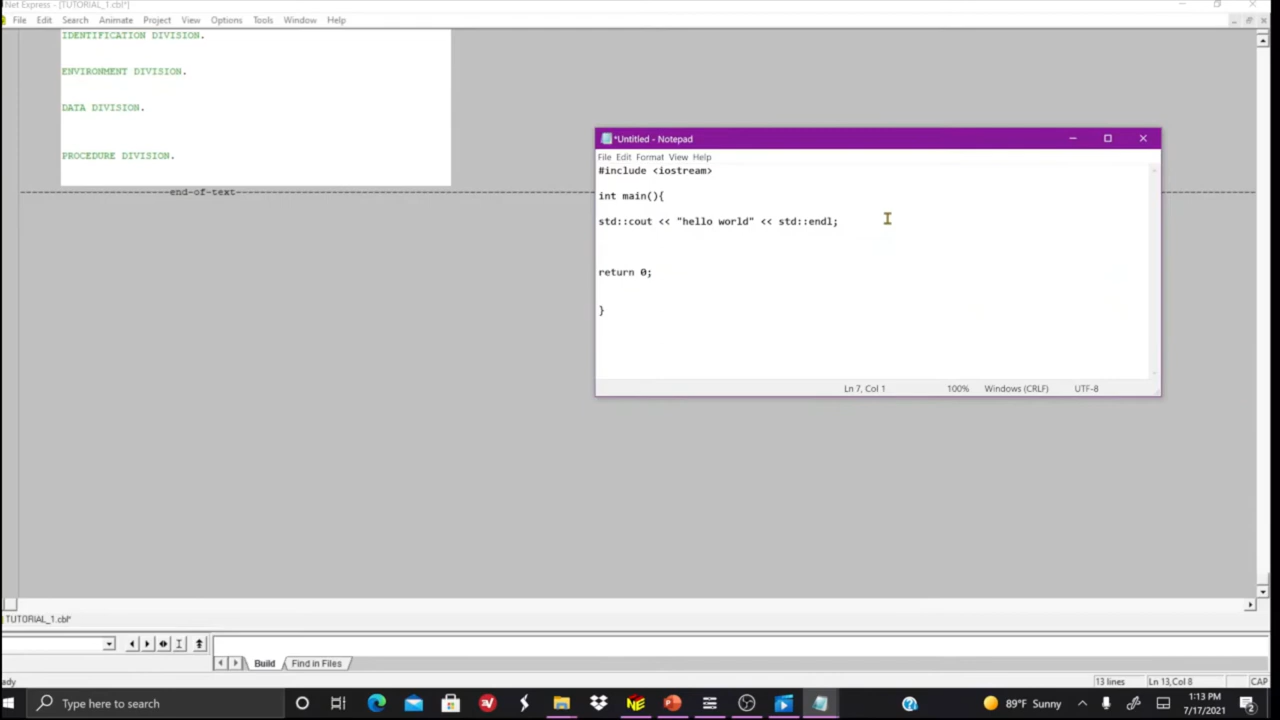 Net Express - [TUTORIAL_1.cbl*]
File Edit Search Animate Project View Options Tools Window Help
IDENTIFICATION DIVISION.
ENVIRONMENT DIVISION.
DATA DIVISION.
PROCEDURE DIVISION.
end-of-text
*Untitled - Notepad
File Edit Format View Help
#include <iostream>
int main(){
std::cout << "hello world" << std::endl;
return 0;
}
Ln 7, Col 1 100% Windows (CRLF) UTF-8
TUTORIAL_1.cbl*
Build Find in Files
ady 13 lines Ln 13,Col 8 CAP
Type here to search
NE
89°F Sunny
1:13 PM
7/17/2021
2